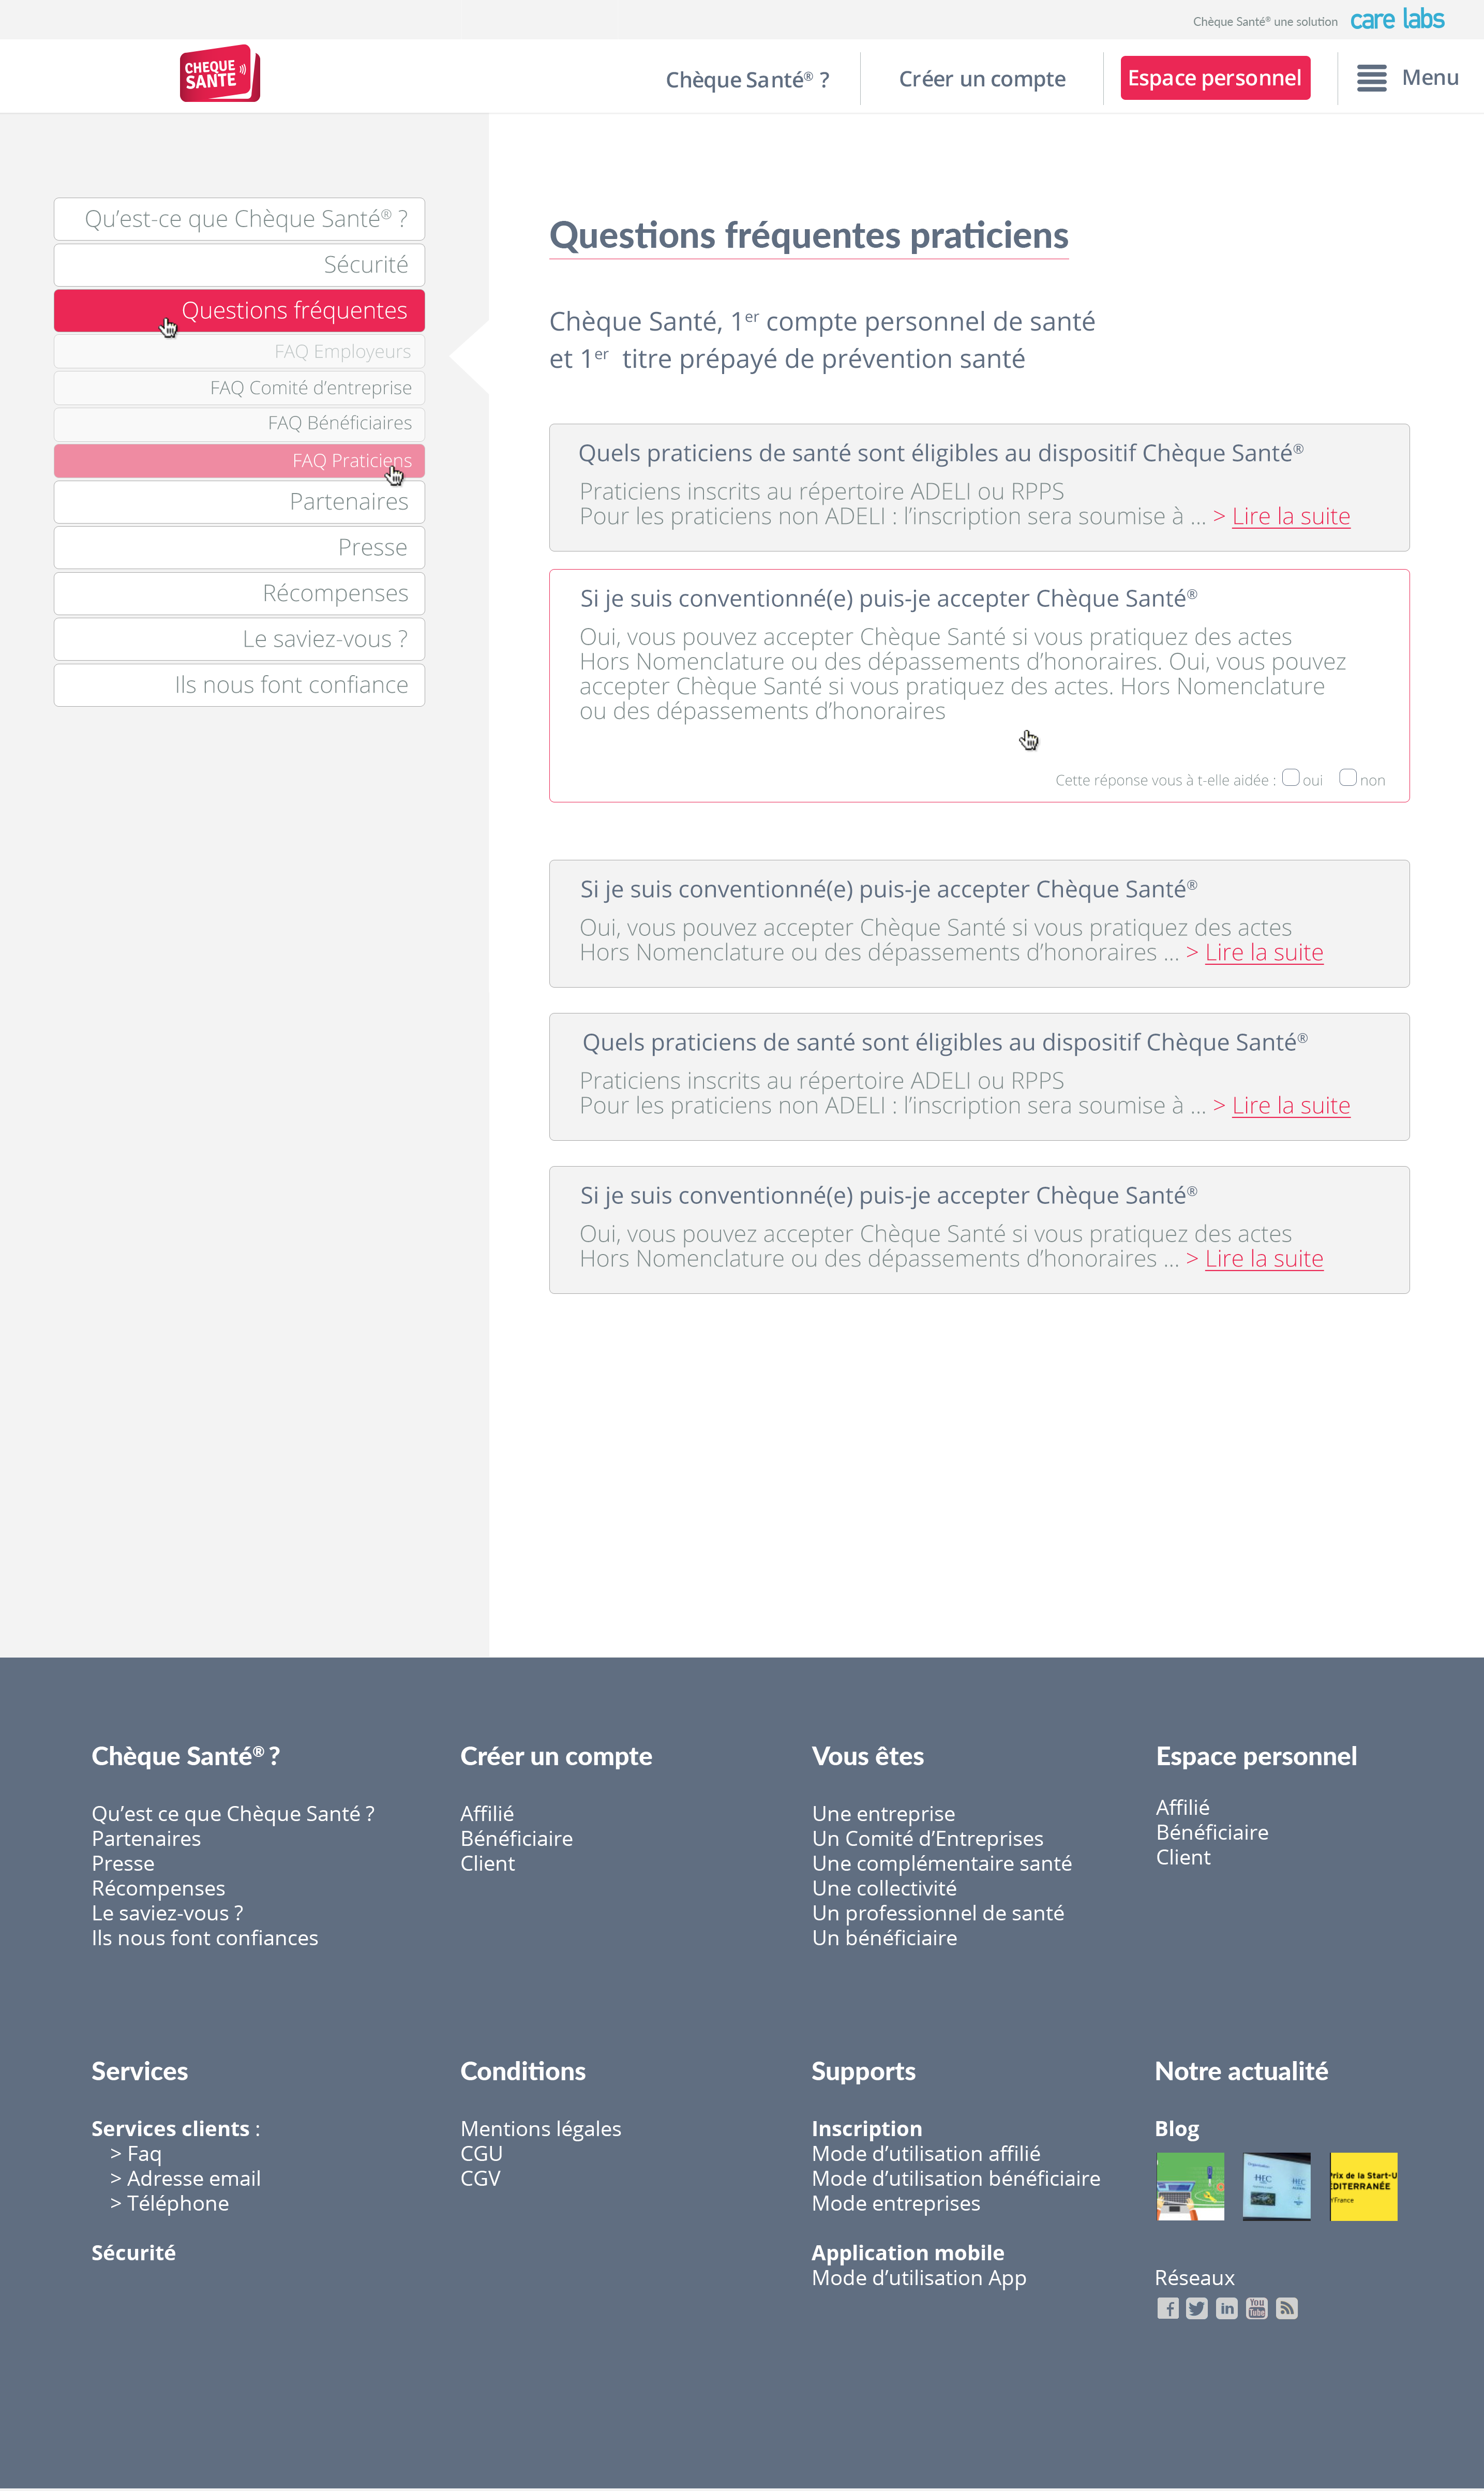 Chèque Santé® une solution care labs
CHEQUE
SANTE
Chèque Santé® ?
Créer un compte
Espace personnel
Menu
Qu’est-ce que Chèque Santé® ?
Sécurité
Questions fréquentes
FAQ Employeurs
FAQ Comité d’entreprise
FAQ Bénéficiaires
FAQ Praticiens
Partenaires
Presse
Récompenses
Le saviez-vous ?
Ils nous font confiance
Questions fréquentes praticiens
Chèque Santé, 1er compte personnel de santé
et 1er titre prépayé de prévention santé
Quels praticiens de santé sont éligibles au dispositif Chèque Santé®
Praticiens inscrits au répertoire ADELI ou RPPS
Pour les praticiens non ADELI : l’inscription sera soumise à ... > Lire la suite
Si je suis conventionné(e) puis-je accepter Chèque Santé®
Oui, vous pouvez accepter Chèque Santé si vous pratiquez des actes
Hors Nomenclature ou des dépassements d’honoraires. Oui, vous pouvez
accepter Chèque Santé si vous pratiquez des actes. Hors Nomenclature
ou des dépassements d’honoraires
Cette réponse vous à t-elle aidée : oui non
Si je suis conventionné(e) puis-je accepter Chèque Santé®
Oui, vous pouvez accepter Chèque Santé si vous pratiquez des actes
Hors Nomenclature ou des dépassements d’honoraires ... > Lire la suite
Quels praticiens de santé sont éligibles au dispositif Chèque Santé®
Praticiens inscrits au répertoire ADELI ou RPPS
Pour les praticiens non ADELI : l’inscription sera soumise à ... > Lire la suite
Si je suis conventionné(e) puis-je accepter Chèque Santé®
Oui, vous pouvez accepter Chèque Santé si vous pratiquez des actes
Hors Nomenclature ou des dépassements d’honoraires ... > Lire la suite
Chèque Santé® ?
Qu’est ce que Chèque Santé ?
Partenaires
Presse
Récompenses
Le saviez-vous ?
Ils nous font confiances
Créer un compte
Affilié
Bénéficiaire
Client
Vous êtes
Une entreprise
Un Comité d’Entreprises
Une complémentaire santé
Une collectivité
Un professionnel de santé
Un bénéficiaire
Espace personnel
Affilié
Bénéficiaire
Client
Services
Services clients :
> Faq
> Adresse email
> Téléphone
Sécurité
Conditions
Mentions légales
CGU
CGV
Supports
Inscription
Mode d’utilisation affilié
Mode d’utilisation bénéficiaire
Mode entreprises
Application mobile
Mode d’utilisation App
Notre actualité
Blog
HEC
HEC
Prix de la Start-U
EDITERRANÉE
YFrance
Réseaux
f
in
You
Tube